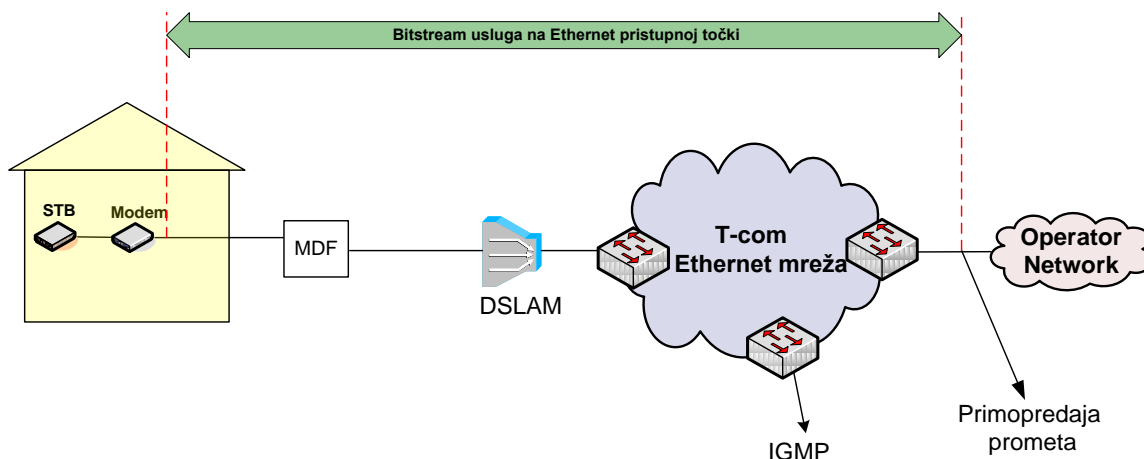 Bitstream usluga na Ethernet pristupnoj točki
STB
Modem
MDF
DSLAM
T-com
Ethernet mreža
Operator
Network
IGMP
Primopredaja
prometa